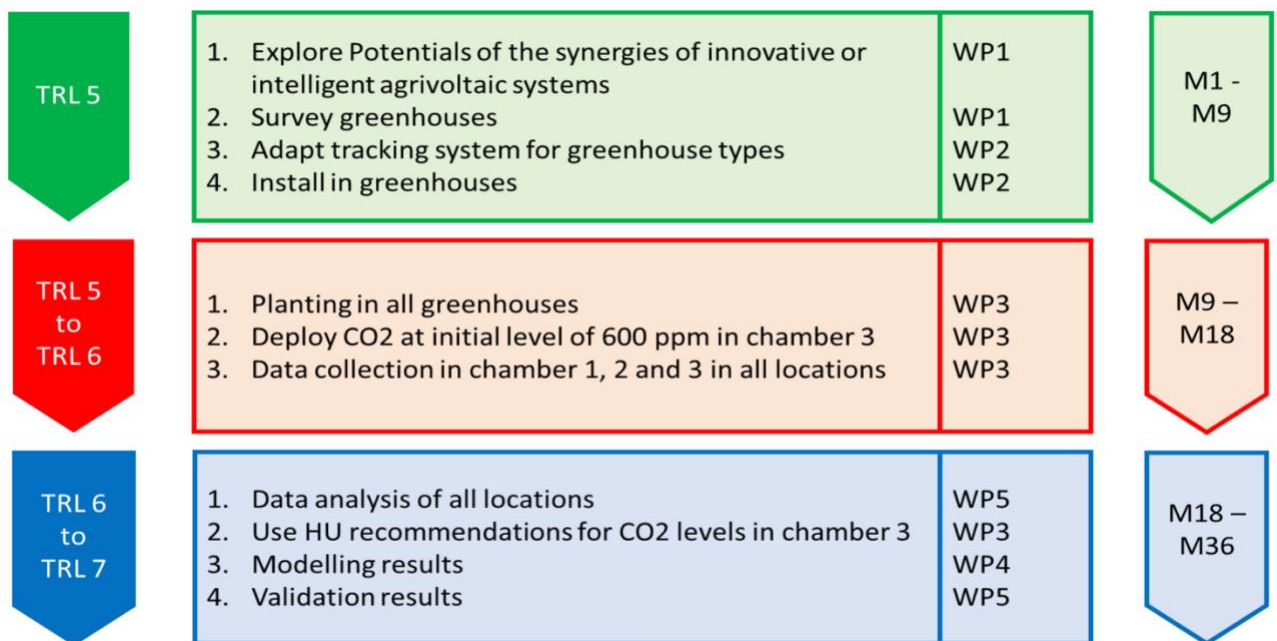 TRL 5
1. Explore Potentials of the synergies of innovative or WP1
intelligent agrivoltaic systems
2. Survey greenhouses WP1
3. Adapt tracking system for greenhouse types WP2
4. Install in greenhouses WP2
M1 -
M9
TRL 5
to
TRL 6
1. Planting in all greenhouses WP3
2. Deploy CO2 at initial level of 600 ppm in chamber 3 WP3
3. Data collection in chamber 1, 2 and 3 in all locations WP3
M9 –
M18
TRL 6
to
TRL 7
1. Data analysis of all locations WP5
2. Use HU recommendations for CO2 levels in chamber 3 WP3
3. Modelling results WP4
4. Validation results WP5
M18 –
M36